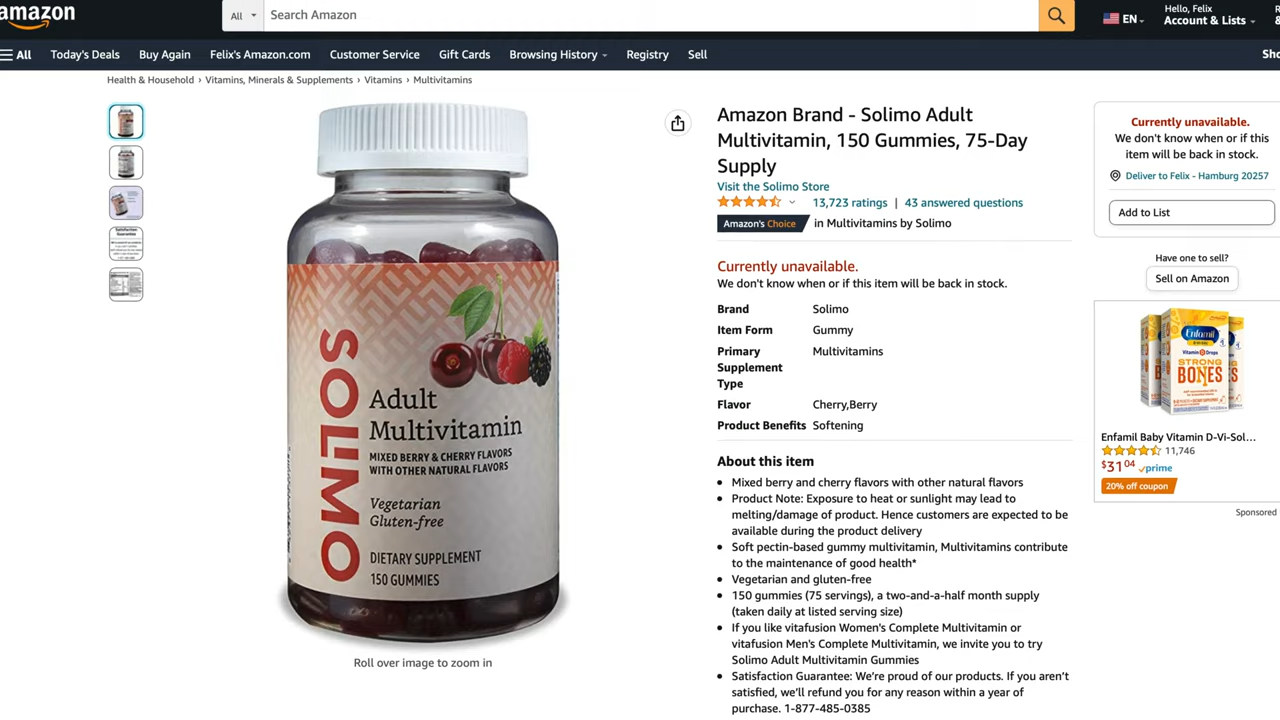 amazon
All
Search Amazon
EN
Hello, Felix
Account & Lists
All
Today's Deals
Buy Again
Felix's Amazon.com
Customer Service
Gift Cards
Browsing History
Registry
Sell
Health & Household › Vitamins, Minerals & Supplements › Vitamins › Multivitamins
SOLIMO
Adult
Multivitamin
MIXED BERRY & CHERRY FLAVORS
WITH OTHER NATURAL FLAVORS
Vegetarian
Gluten-free
DIETARY SUPPLEMENT
150 GUMMIES
Roll over image to zoom in
Amazon Brand - Solimo Adult
Multivitamin, 150 Gummies, 75-Day
Supply
Visit the Solimo Store
13,723 ratings | 43 answered questions
Amazon's Choice in Multivitamins by Solimo
Currently unavailable.
We don't know when or if this item will be back in stock.
Brand Solimo
Item Form Gummy
Primary Multivitamins
Supplement
Type
Flavor Cherry,Berry
Product Benefits Softening
About this item
• Mixed berry and cherry flavors with other natural flavors
• Product Note: Exposure to heat or sunlight may lead to
melting/damage of product. Hence customers are expected to be
available during the product delivery
• Soft pectin-based gummy multivitamin, Multivitamins contribute
to the maintenance of good health*
• Vegetarian and gluten-free
• 150 gummies (75 servings), a two-and-a-half month supply
(taken daily at listed serving size)
• If you like vitafusion Women's Complete Multivitamin or
vitafusion Men's Complete Multivitamin, we invite you to try
Solimo Adult Multivitamin Gummies
• Satisfaction Guarantee: We're proud of our products. If you aren't
satisfied, we'll refund you for any reason within a year of
purchase. 1-877-485-0385
Currently unavailable.
We don't know when or if this
item will be back in stock.
Deliver to Felix - Hamburg 20257
Add to List
Have one to sell?
Sell on Amazon
Enfamil
Vitamin D Drops
STRONG
BONES
Enfamil Baby Vitamin D-Vi-Sol...
11,746
$3104 prime
20% off coupon
Sponsored